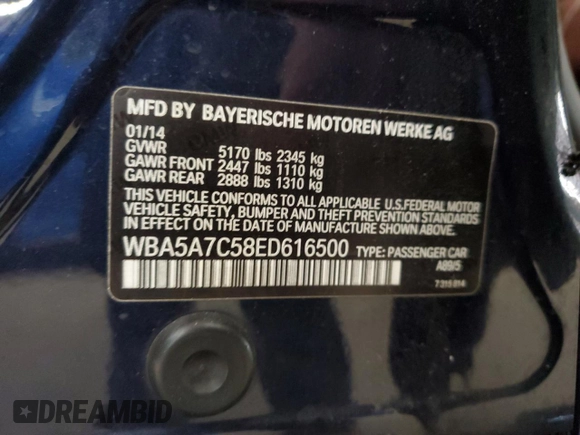 MFD BY BAYERISCHE MOTOREN WERKE AG
01/14
GVWR 5170 lbs 2345 kg
GAWR FRONT 2447 lbs 1110 kg
GAWR REAR 2888 lbs 1310 kg
THIS VEHICLE CONFORMS TO ALL APPLICABLE U.S.FEDERAL MOTOR
VEHICLE SAFETY, BUMPER AND THEFT PREVENTION STANDARDS
IN EFFECT ON THE DATE OF MANUFACTURE SHOWN ABOVE.
WBA5A7C58ED616500 TYPE: PASSENGER CAR
A89/5
DREAMBID